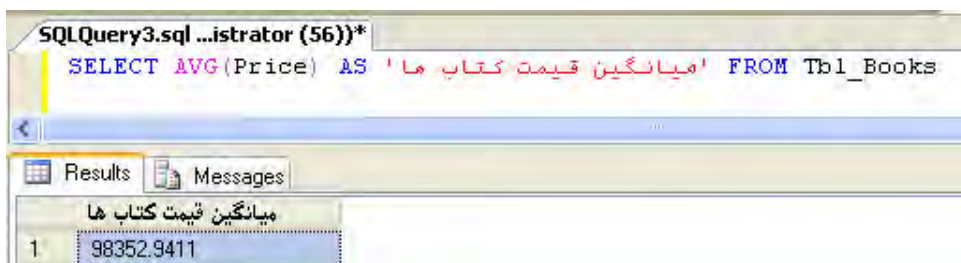 SQLQuery3.sql ...istrator (56))*
SELECT AVG(Price) AS 'میانگین قیمت کتاب ها' FROM Tbl_Books
Results Messages
میانگین قیمت کتاب ها
1 98352.9411